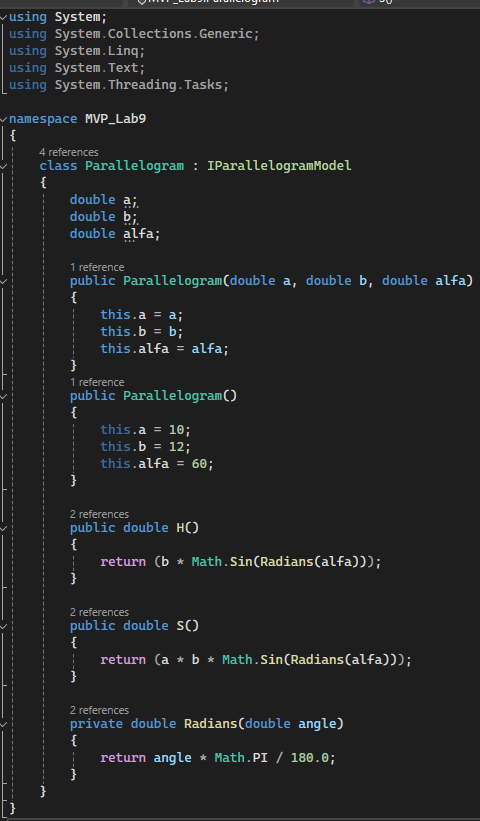 MVP_Lab9.Parallelogram
S()
using System;
using System.Collections.Generic;
using System.Linq;
using System.Text;
using System.Threading.Tasks;
namespace MVP_Lab9
{
4 references
class Parallelogram : IParallelogramModel
{
double a;
double b;
double alfa;
1 reference
public Parallelogram(double a, double b, double alfa)
{
this.a = a;
this.b = b;
this.alfa = alfa;
}
1 reference
public Parallelogram()
{
this.a = 10;
this.b = 12;
this.alfa = 60;
}
2 references
public double H()
{
return (b * Math.Sin(Radians(alfa)));
}
2 references
public double S()
{
return (a * b * Math.Sin(Radians(alfa)));
}
2 references
private double Radians(double angle)
{
return angle * Math.PI / 180.0;
}
}
}